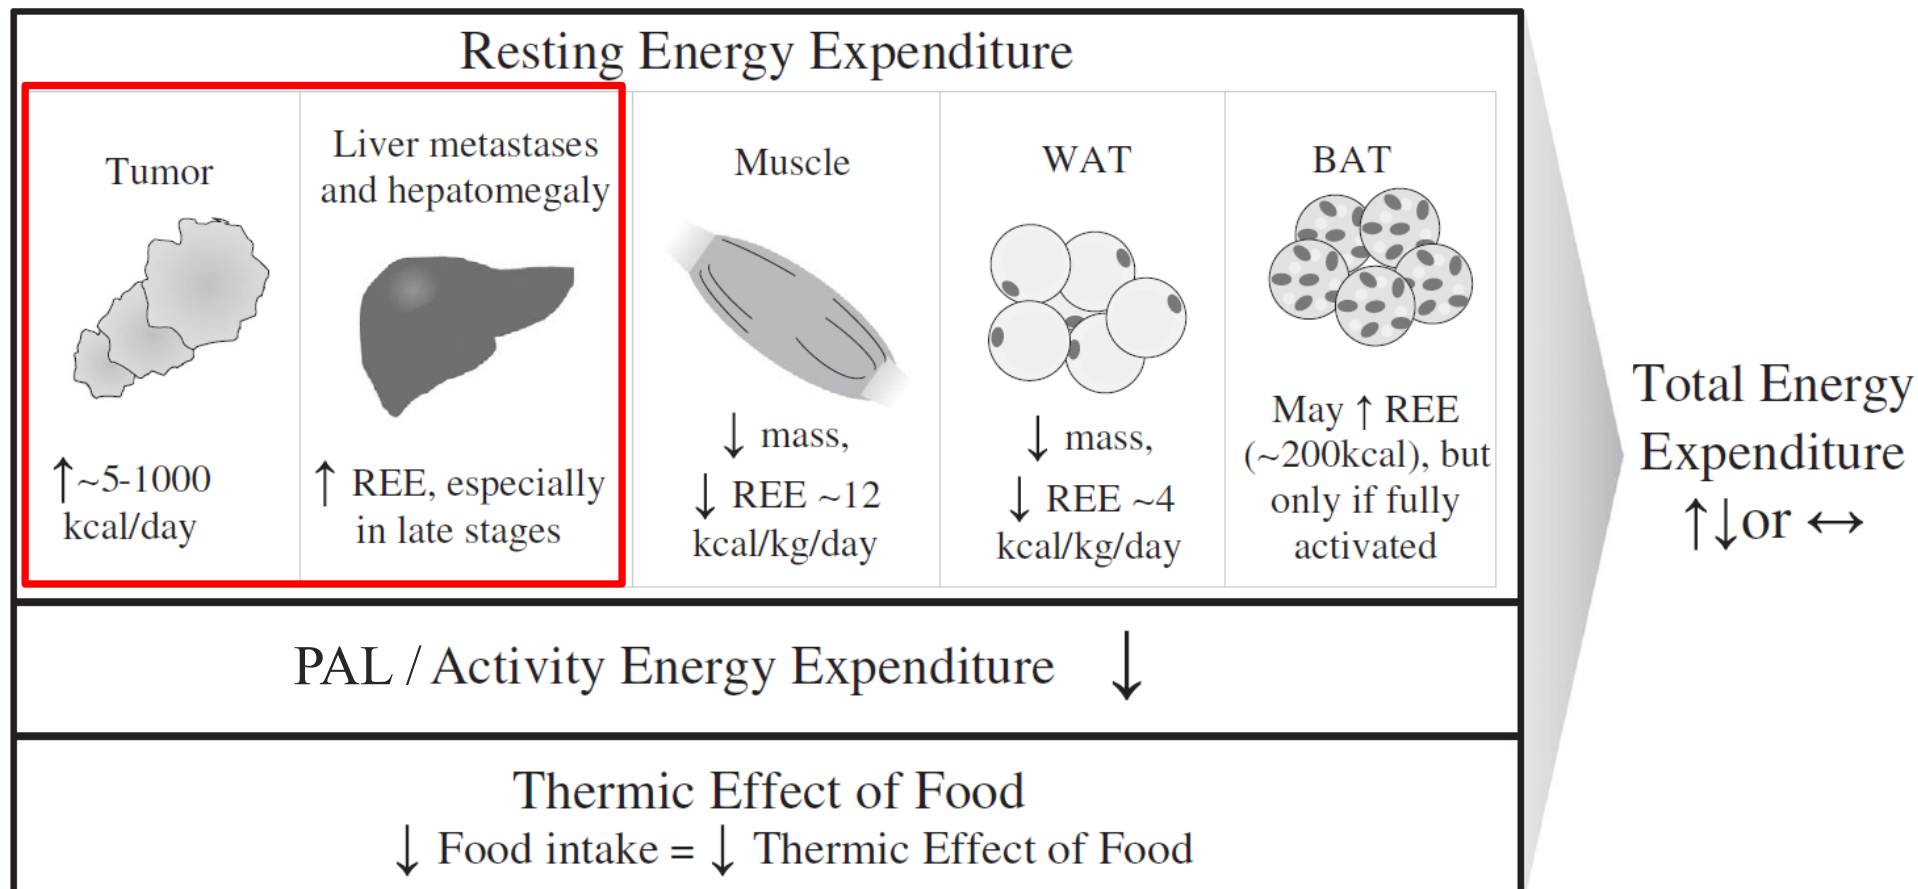 Resting Energy Expenditure
Tumor
↑~5-1000
kcal/day
Liver metastases
and hepatomegaly
↑ REE, especially
in late stages
Muscle
↓ mass,
↓ REE ~12
kcal/kg/day
WAT
↓ mass,
↓ REE ~4
kcal/kg/day
BAT
May ↑ REE
(~200kcal), but
only if fully
activated
PAL / Activity Energy Expenditure ↓
Thermic Effect of Food
↓ Food intake = ↓ Thermic Effect of Food
Total Energy
Expenditure
↑↓or ↔